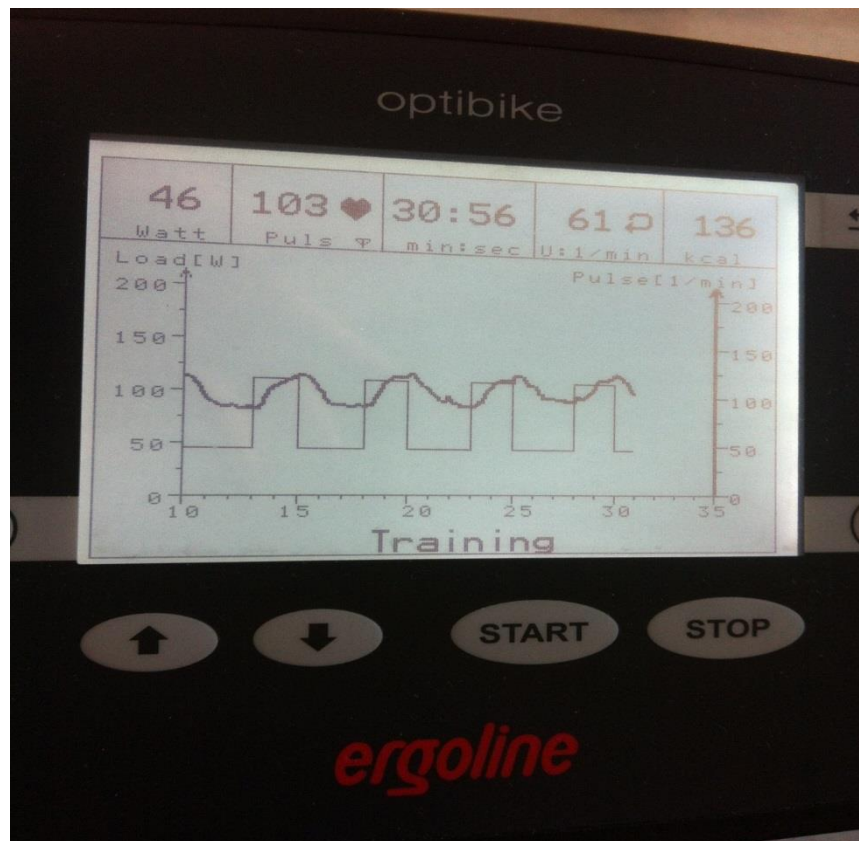 optibike
46 103 30:56 61 136
Watt Puls min:sec U:1/min kcal
Load[W] Pulse[1/min]
200 200
150 150
100 100
50 50
0 0
10 15 20 25 30 35
Training
START STOP
ergoline